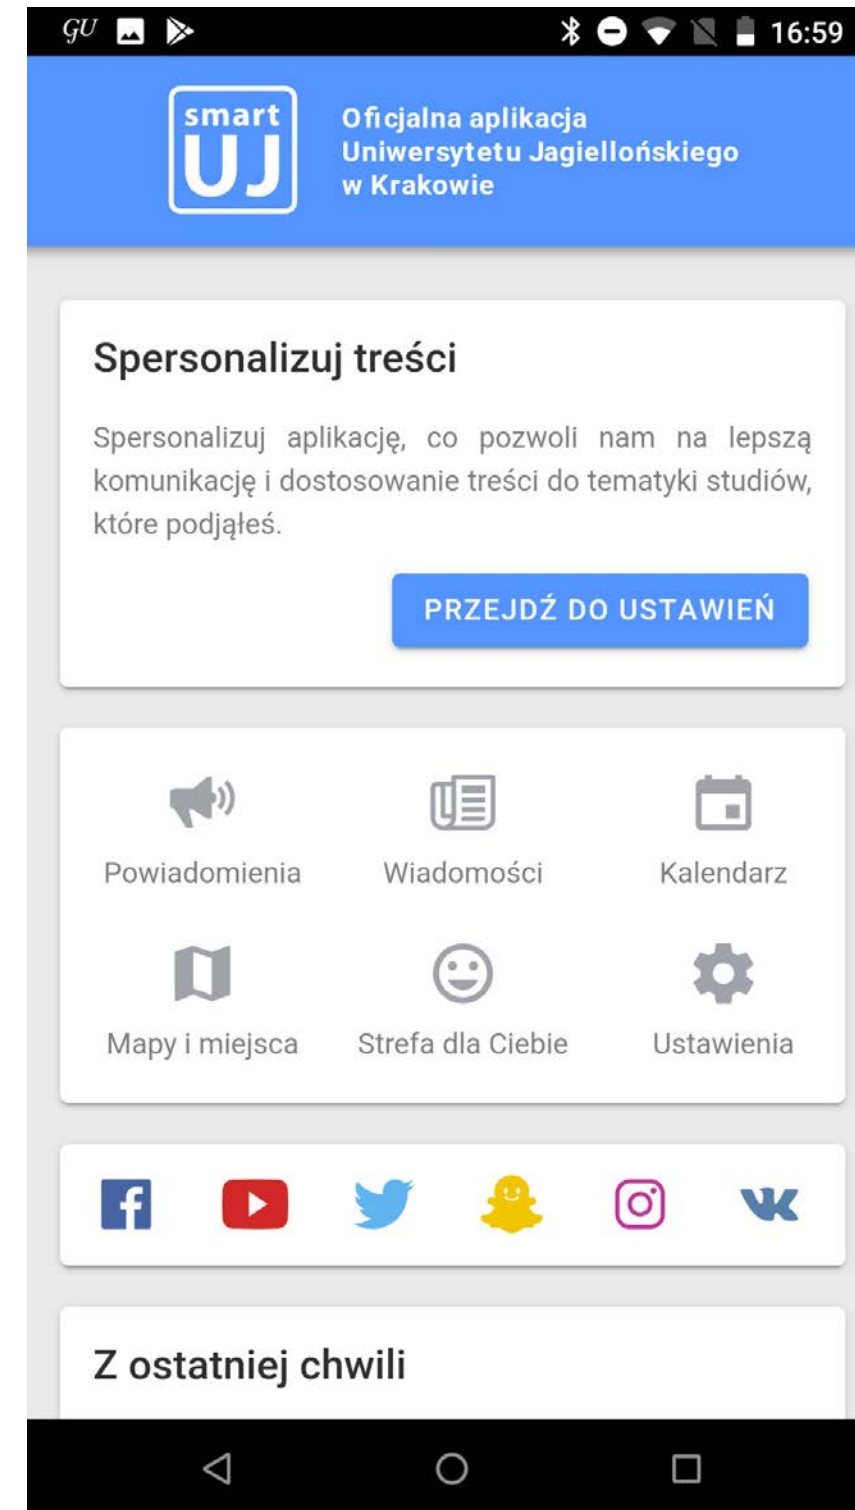 GU 16:59
smart
UJ
Oficjalna aplikacja
Uniwersytetu Jagiellońskiego
w Krakowie
Spersonalizuj treści
Spersonalizuj aplikację, co pozwoli nam na lepszą
komunikację i dostosowanie treści do tematyki studiów,
które podjąłeś.
PRZEJDŹ DO USTAWIEŃ
Powiadomienia Wiadomości Kalendarz
Mapy i miejsca Strefa dla Ciebie Ustawienia
Z ostatniej chwili